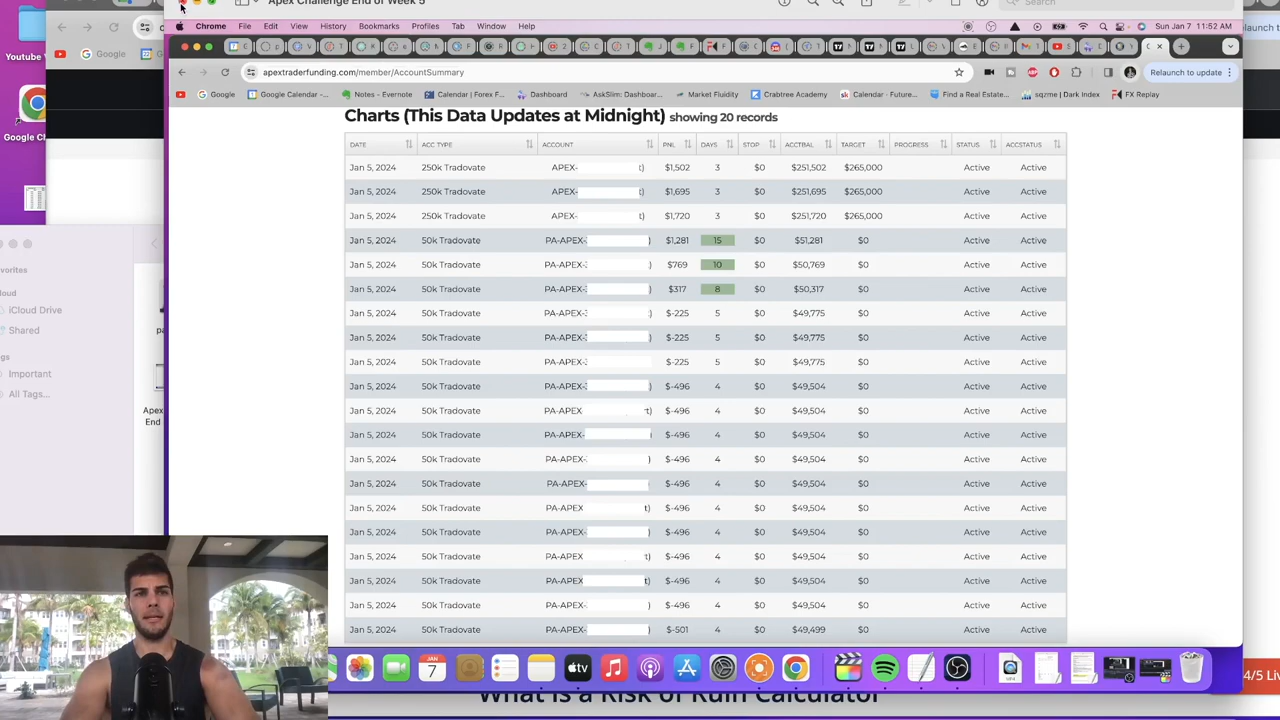 Apex Challenge End of Week 5
Search
Chrome File Edit View History Bookmarks Profiles Tab Window Help
Sun Jan 7 11:52 AM
Youtube
Google
Google Ch
apextraderfunding.com/member/AccountSummary
Relaunch to update
Google Google Calendar -... Notes - Evernote Calendar | Forex F... Dashboard AskSlim: Dashboar... Market Fluidity Crabtree Academy Calendar - Future... Find a Real Estate... sqzme | Dark Index FX Replay
Charts (This Data Updates at Midnight) showing 20 records
DATE ACC TYPE ACCOUNT PNL DAYS STOP ACCTBAL TARGET PROGRESS STATUS ACCSTATUS
Jan 5, 2024 250k Tradovate APEX- t) $1,502 3 $0 $251,502 $265,000 Active Active
Jan 5, 2024 250k Tradovate APEX- t) $1,695 3 $0 $251,695 $265,000 Active Active
Jan 5, 2024 250k Tradovate APEX- t) $1,720 3 $0 $251,720 $265,000 Active Active
Jan 5, 2024 50k Tradovate PA-APEX- ) $1,281 15 $0 $51,281 $0 Active Active
Jan 5, 2024 50k Tradovate PA-APEX- ) $769 10 $0 $50,769 $0 Active Active
Jan 5, 2024 50k Tradovate PA-APEX- ) $317 8 $0 $50,317 $0 Active Active
Jan 5, 2024 50k Tradovate PA-APEX- ) $-225 5 $0 $49,775 $0 Active Active
Jan 5, 2024 50k Tradovate PA-APEX- ) $-225 5 $0 $49,775 $0 Active Active
Jan 5, 2024 50k Tradovate PA-APEX- ) $-225 5 $0 $49,775 $0 Active Active
Jan 5, 2024 50k Tradovate PA-APEX- ) $-496 4 $0 $49,504 $0 Active Active
Jan 5, 2024 50k Tradovate PA-APEX t) $-496 4 $0 $49,504 $0 Active Active
Jan 5, 2024 50k Tradovate PA-APEX- $-496 4 $0 $49,504 $0 Active Active
Jan 5, 2024 50k Tradovate PA-APEX- ) $-496 4 $0 $49,504 $0 Active Active
Jan 5, 2024 50k Tradovate PA-APEX- ) $-496 4 $0 $49,504 $0 Active Active
Jan 5, 2024 50k Tradovate PA-APEX t) $-496 4 $0 $49,504 $0 Active Active
Jan 5, 2024 50k Tradovate PA-APEX- ) $-496 4 $0 $49,504 $0 Active Active
Jan 5, 2024 50k Tradovate PA-APEX t) $-496 4 $0 $49,504 $0 Active Active
Jan 5, 2024 50k Tradovate PA-APEX t) $-496 4 $0 $49,504 $0 Active Active
Jan 5, 2024 50k Tradovate PA-APEX- ) $-496 4 $0 $49,504 $0 Active Active
Jan 5, 2024 50k Tradovate PA-APEX- ) $-501 4 $0 $49,499 $0 Active Active
avorites
loud
iCloud Drive
Shared
ags
Important
All Tags...
pa
Apex
End
JAN
7
tv
4/5 Liv